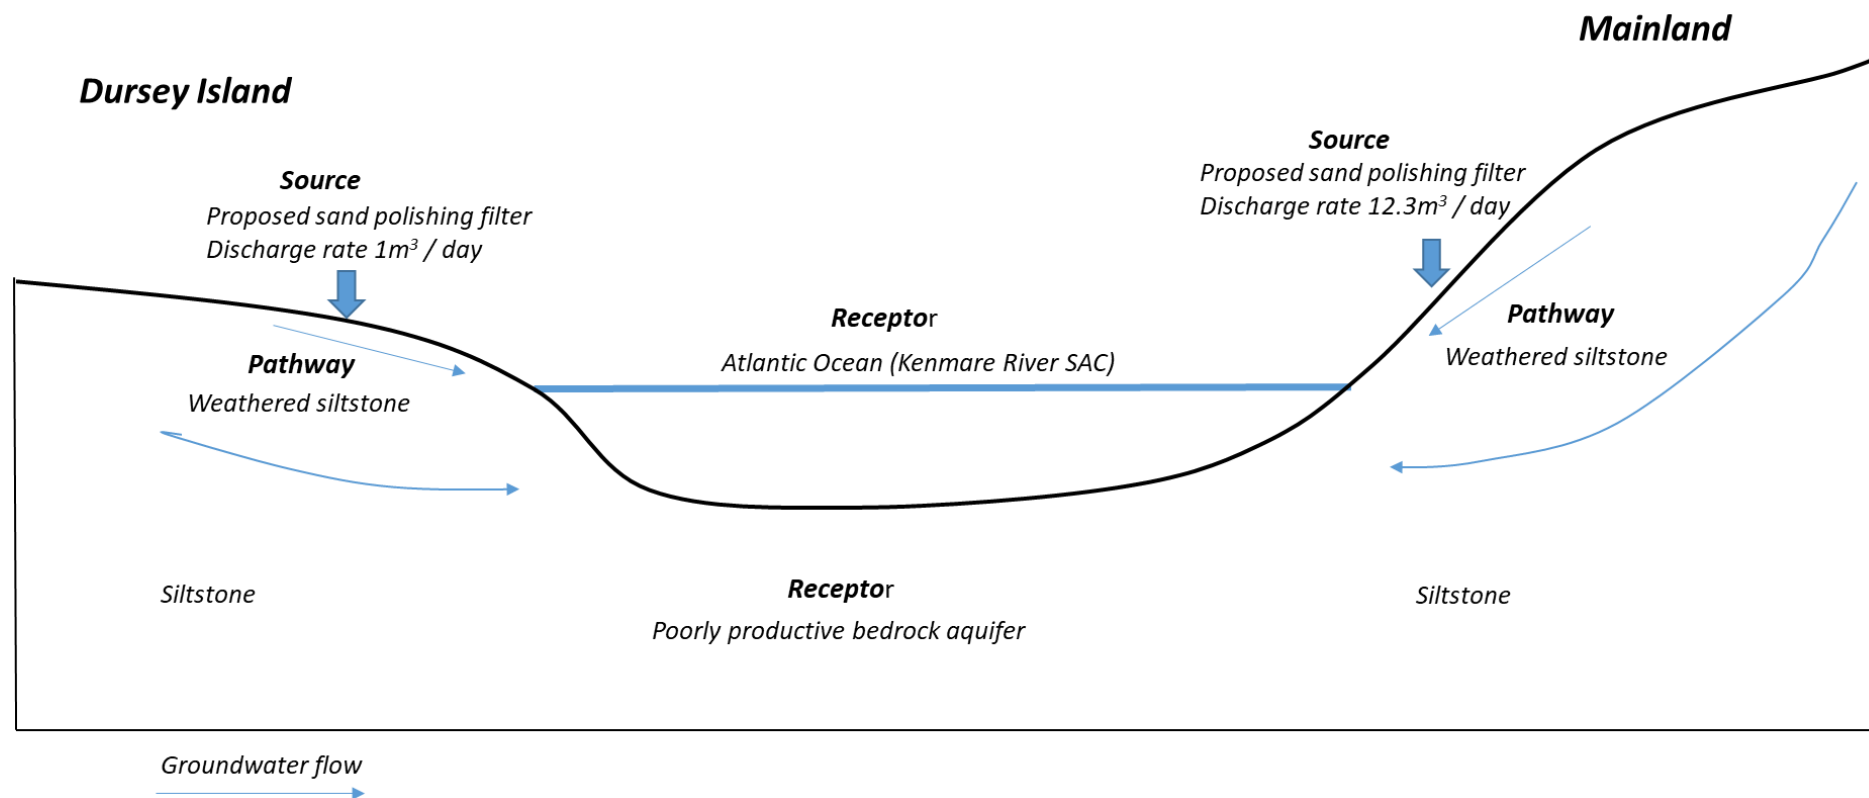 Mainland
Dursey Island
Source
Proposed sand polishing filter
Discharge rate 12.3m³ / day
Source
Proposed sand polishing filter
Discharge rate 1m³ / day
Receptor
Atlantic Ocean (Kenmare River SAC)
Pathway
Weathered siltstone
Pathway
Weathered siltstone
Siltstone
Receptor
Poorly productive bedrock aquifer
Siltstone
Groundwater flow